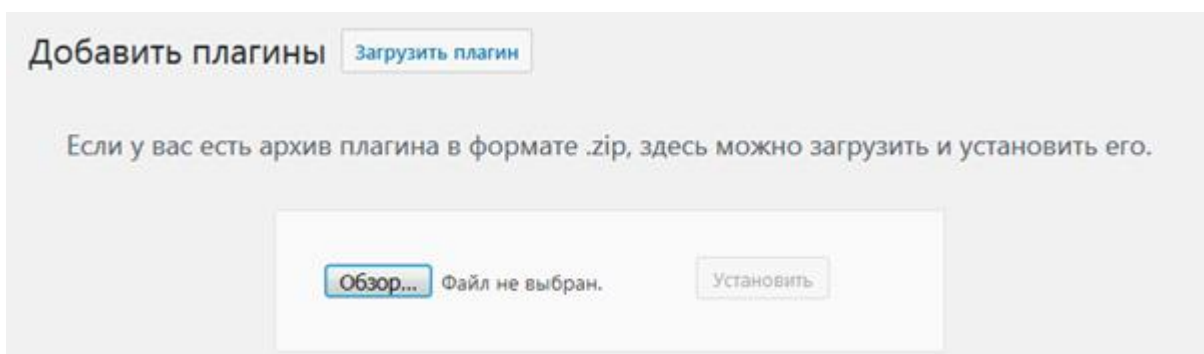 Добавить плагины Загрузить плагин
Если у вас есть архив плагина в формате .zip, здесь можно загрузить и установить его.
Обзор... Файл не выбран. Установить